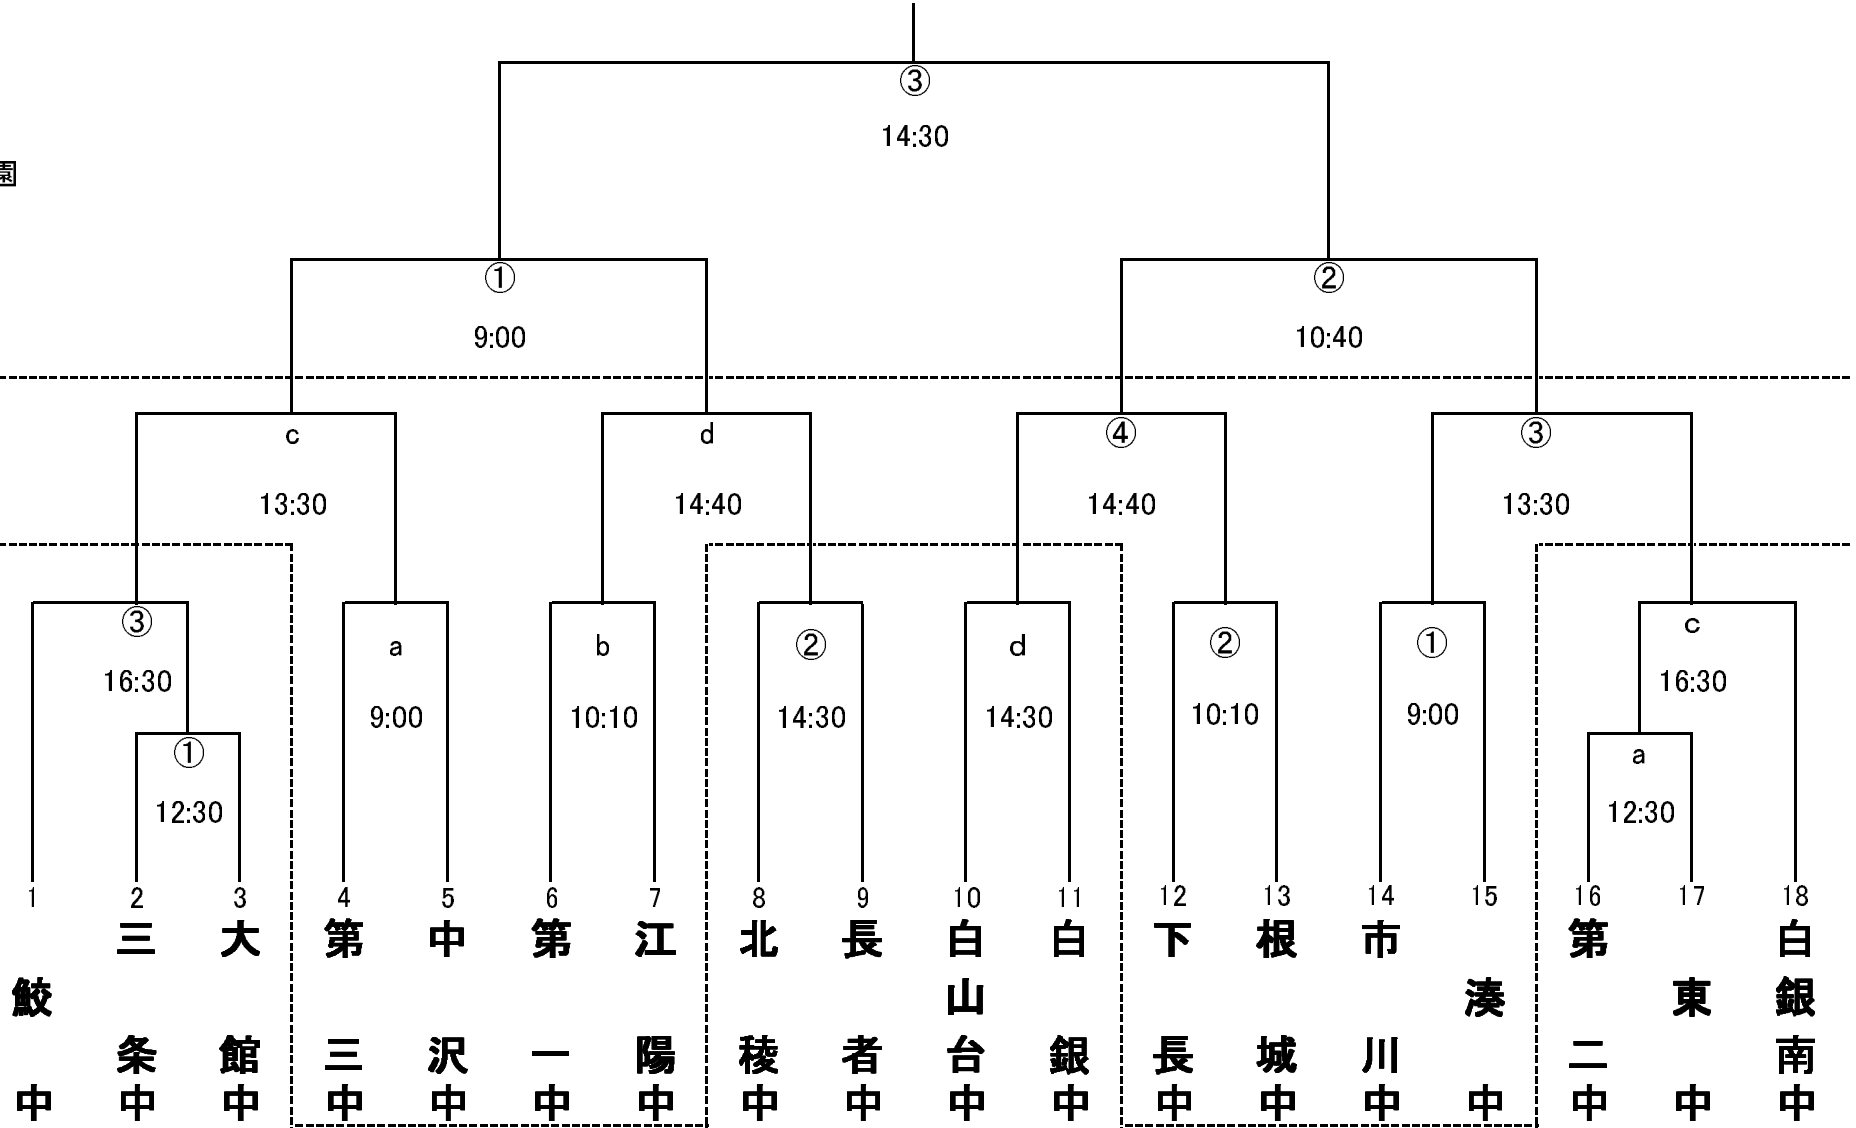 ③
14:30
園
① ②
9:00 10:40
c d ④ ③
13:30 14:40 14:40 13:30
③ a b ② d ② ① c
16:30 9:00 10:10 14:30 14:30 10:10 9:00 16:30
① a
12:30 12:30
1 2 3 4 5 6 7 8 9 10 11 12 13 14 15 16 17 18
鮫中
三条中
大館中
第三中
中沢中
第一中
江陽中
北稜中
長者中
白山台中
白銀中
下長中
根城中
市川中
湊中
第二中
東中
白銀南中